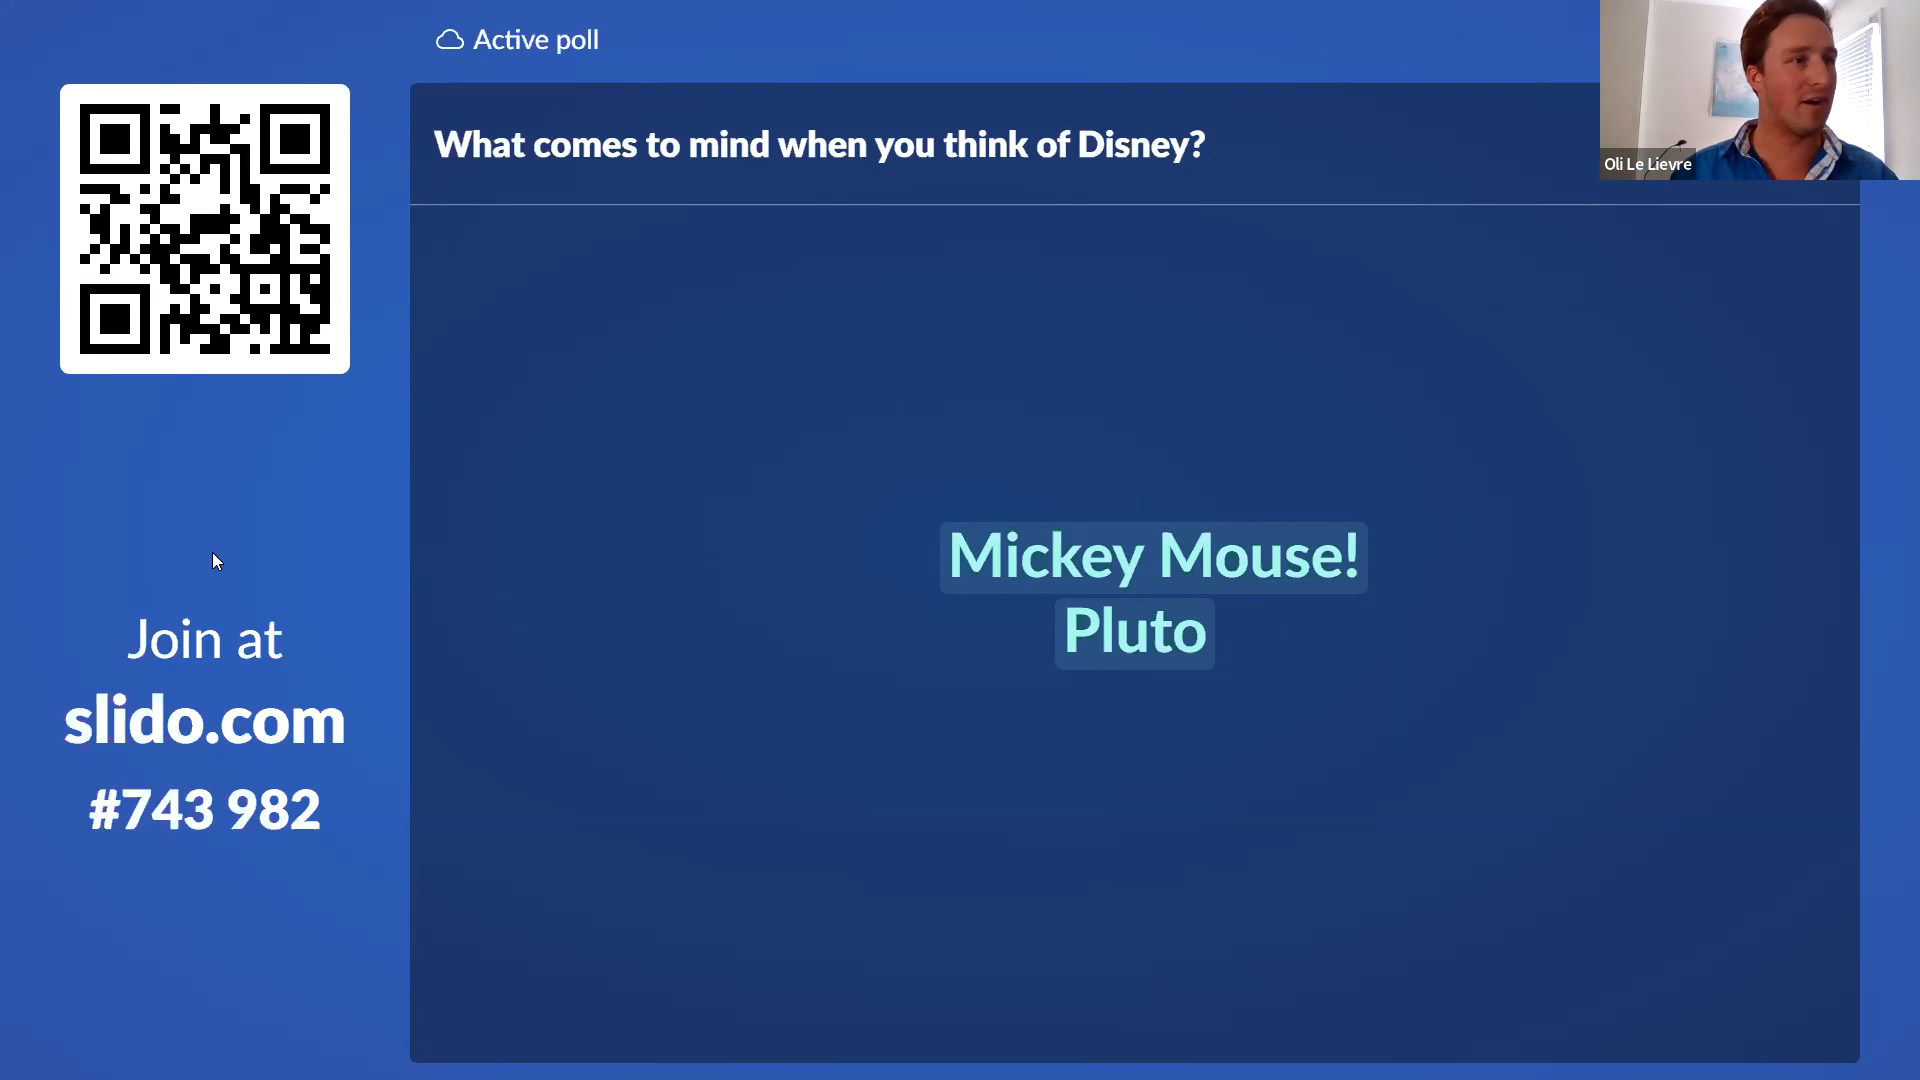 Active poll
What comes to mind when you think of Disney?
Oli Le Lievre
Mickey Mouse!
Pluto
Join at
slido.com
#743 982